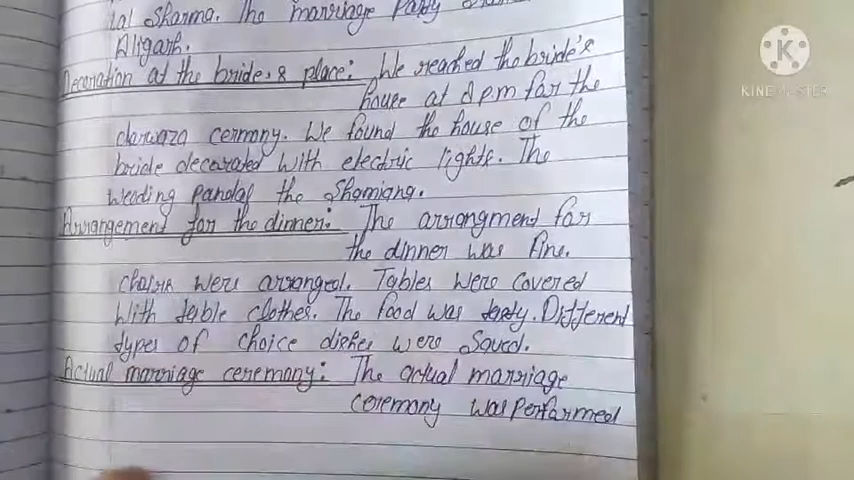 lal Sharma. The marriage Party
Aligarh.
Decoration at the bride,s place: We reached the bride's
house at 8 pm for the
darwaza cermony. We found the house of the
bride decorated with electric lights. The
wedding pandal the Shamiana.
Arrangement for the dinner: The arrangment for
the dinner was fine.
chairs were arranged. Tables were covered
with table clothes. The food was tasty. Different
types of choice dishes were Saved.
Actual marriage ceremony: The actual marriage
ceremony was Performed
K
KINEMASTER